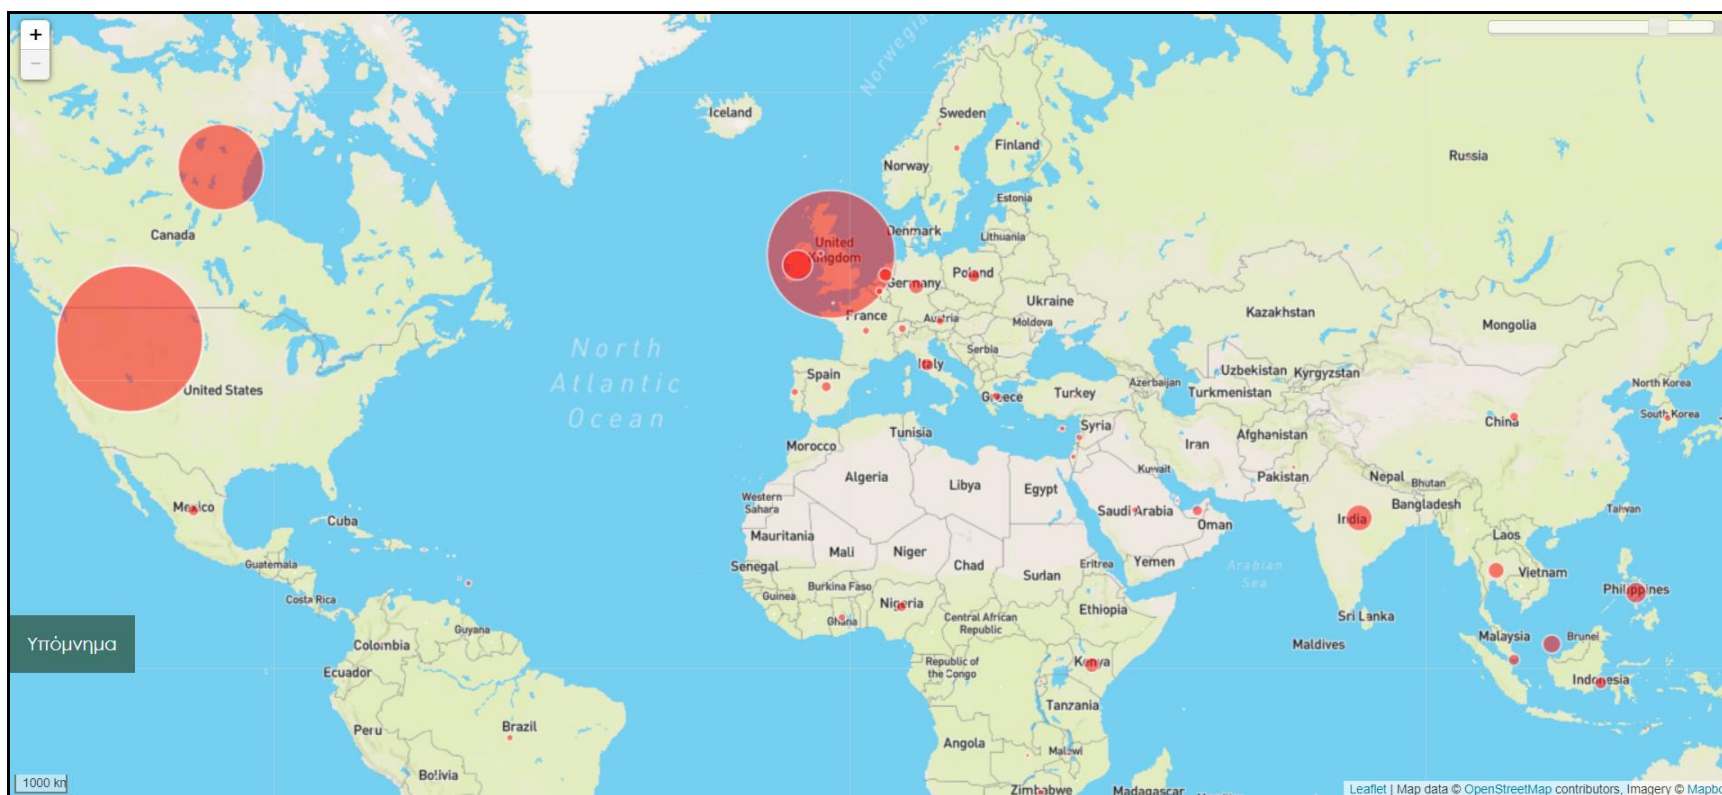 +
−
Norwegia
Iceland
Sweden
Finland
Norway
Russia
Estonia
Canada
Denmark
Lithuania
United
Kingdom
Poland
Germany
Ukraine
France
Austria
Moldova
Kazakhstan
Mongolia
North
Atlantic
Ocean
Serbia
Italy
Spain
United States
Greece
Turkey
Azerbaijan
Uzbekistan
Kyrgyzstan
Turkmenistan
North Korea
South Korea
China
Syria
Tunisia
Morocco
Iran
Afghanistan
Algeria
Libya
Egypt
Kuwait
Pakistan
Nepal
Bhutan
Bangladesh
Western
Sahara
Mexico
Cuba
Saudi Arabia
Oman
India
Taiwan
Mauritania
Mali
Niger
Chad
Sudan
Eritrea
Yemen
Arabian
Sea
Laos
Vietnam
Guatemala
Senegal
Burkina Faso
Guinea
Costa Rica
Nigeria
Ghana
Central African
Republic
Ethiopia
Philippines
Sri Lanka
Maldives
Malaysia
Brunei
Υπόμνημα
Guyana
Colombia
Ecuador
Republic of
the Congo
Kenya
Indonesia
Tanzania
Peru
Brazil
Angola
Malawi
Bolivia
Zimbabwe
Madagascar
1000 km
Leaflet | Map data © OpenStreetMap contributors, Imagery © Mapbo